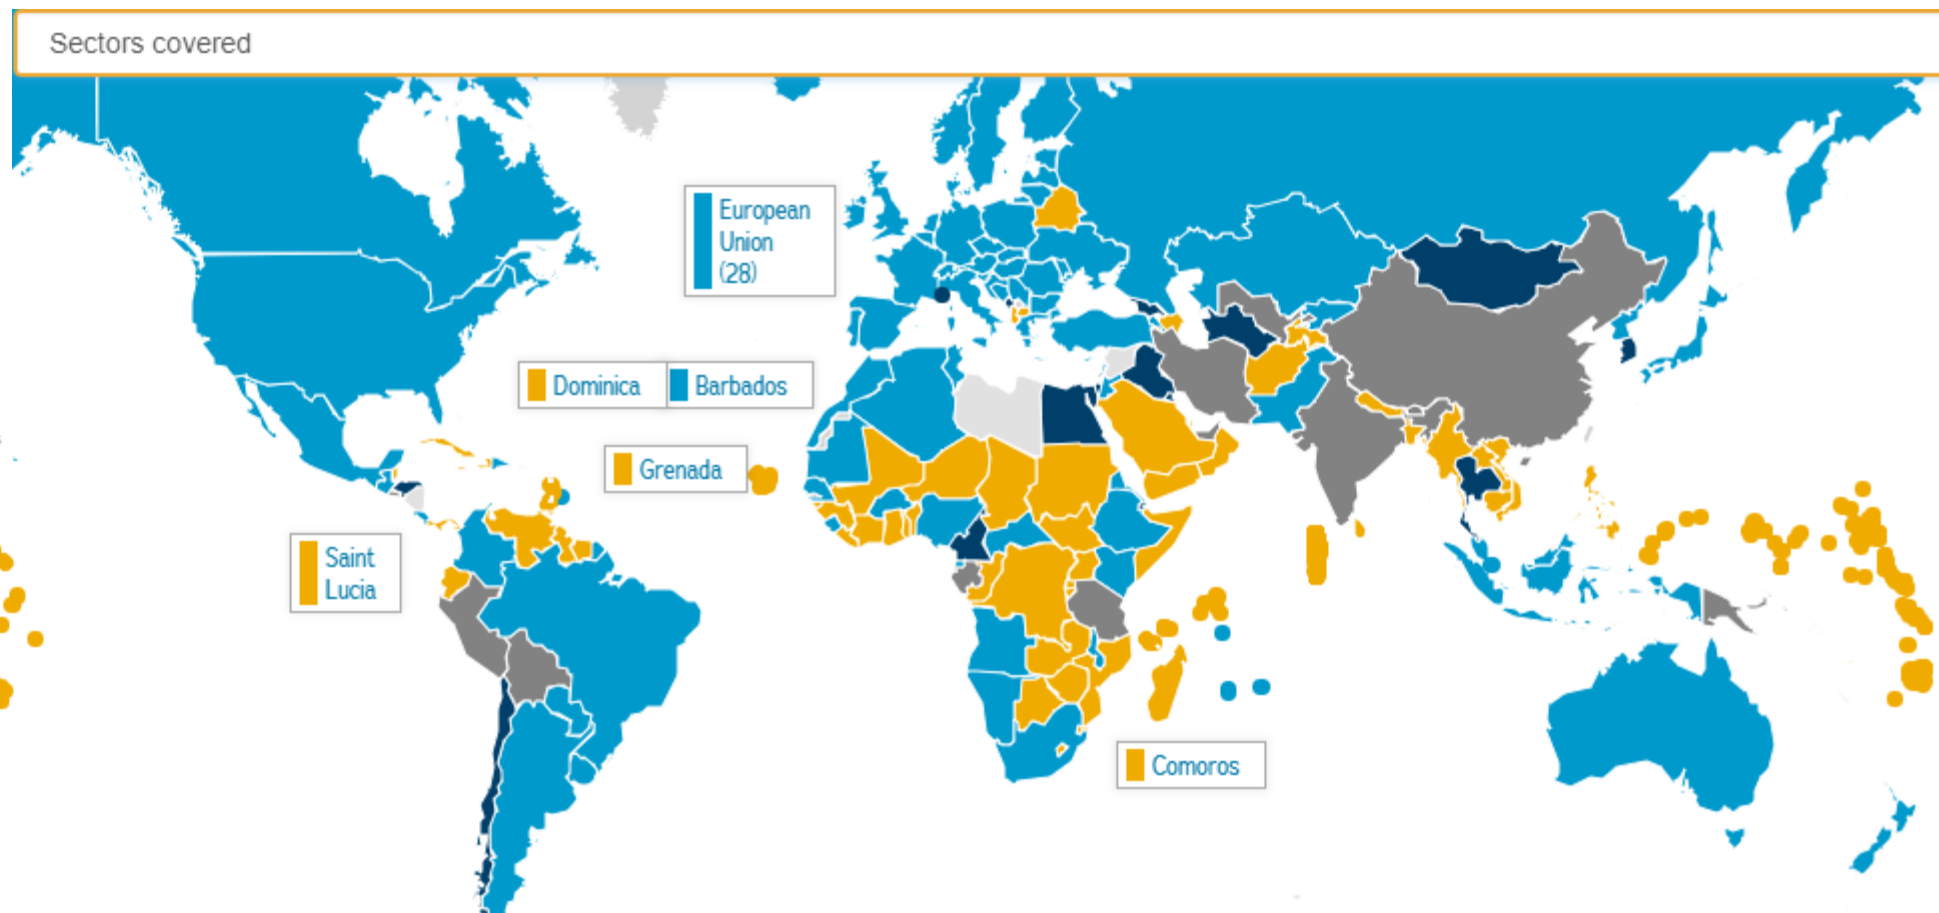 Sectors covered
European
Union
(28)
Dominica
Barbados
Grenada
Saint
Lucia
Comoros